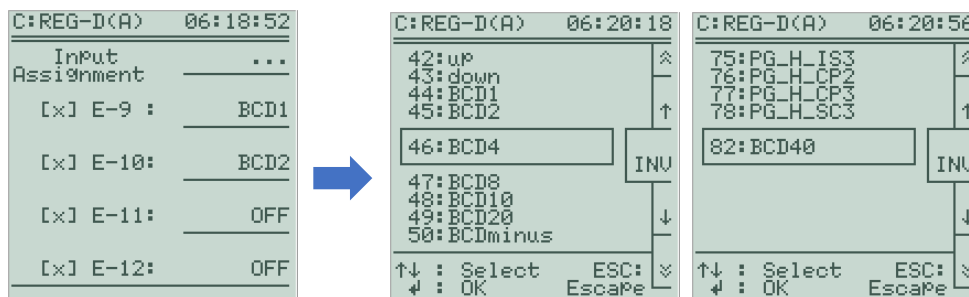 C:REG-D(A) 06:18:52
Input
Assignment ...
[x] E-9 : BCD1
[x] E-10: BCD2
[x] E-11: OFF
[x] E-12: OFF
C:REG-D(A) 06:20:18
42:up
43:down
44:BCD1
45:BCD2
46:BCD4
INV
47:BCD8
48:BCD10
49:BCD20
50:BCDminus
↑↓ : Select ESC:
↲ : OK Escape
C:REG-D(A) 06:20:56
75:PG_H_IS3
76:PG_H_CP2
77:PG_H_CP3
78:PG_H_SC3
82:BCD40
INV
↑↓ : Select ESC:
↲ : OK Escape